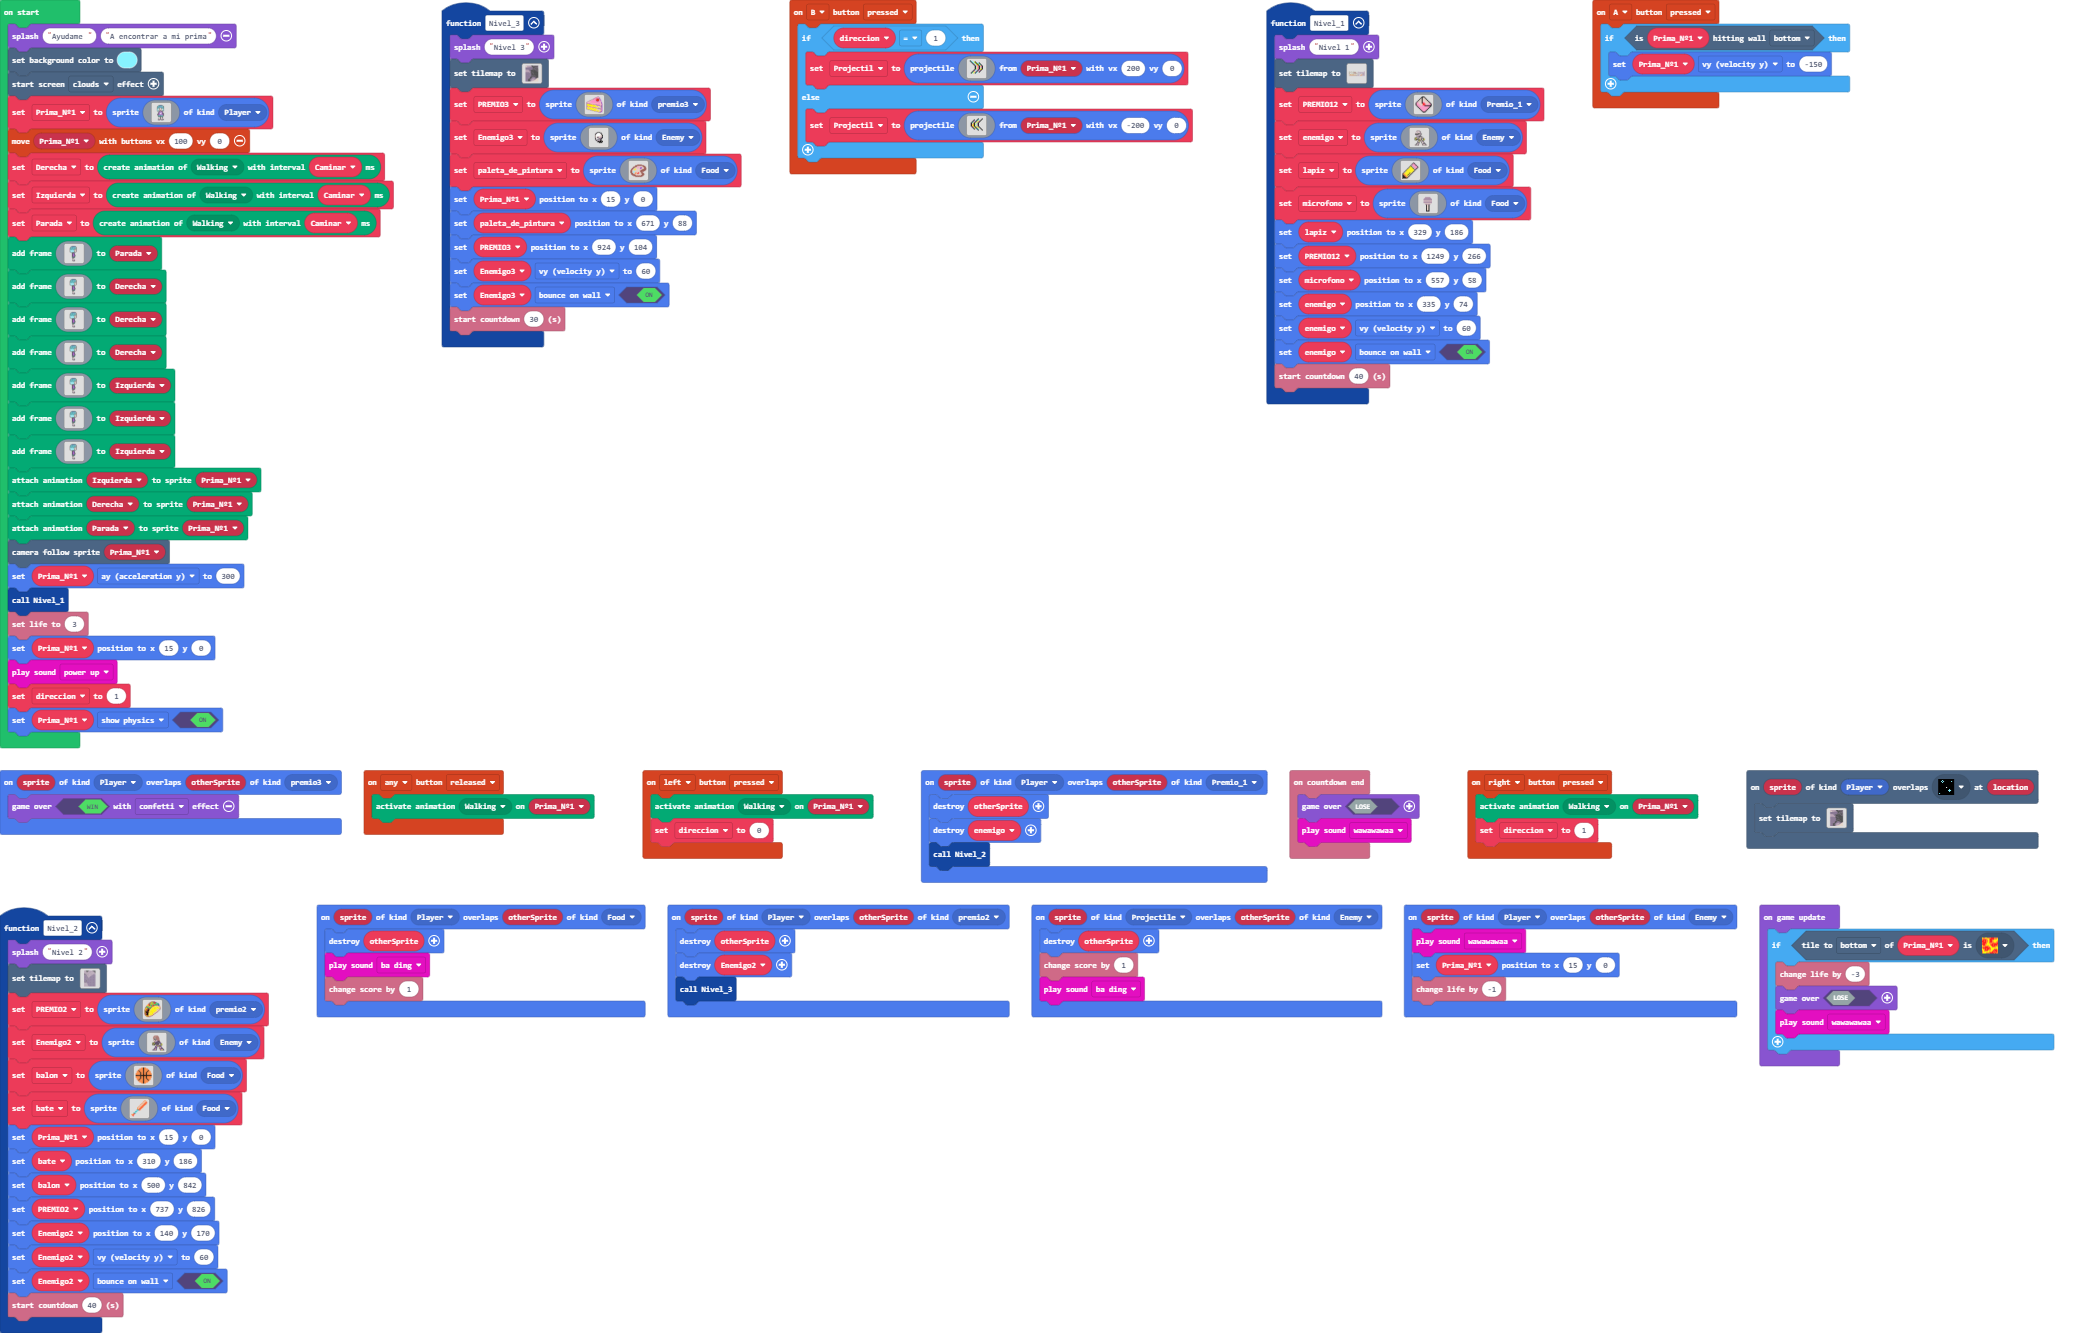 on start
splash "Ayudame " "A encontrar a mi prima"
set background color to
start screen clouds effect
set Prima_Nº1 to sprite of kind Player
move Prima_Nº1 with buttons vx 100 vy 0
set Derecha to create animation of Walking with interval Caminar ms
set Izquierda to create animation of Walking with interval Caminar ms
set Parada to create animation of Walking with interval Caminar ms
add frame to Parada
add frame to Derecha
add frame to Derecha
add frame to Derecha
add frame to Izquierda
add frame to Izquierda
add frame to Izquierda
attach animation Izquierda to sprite Prima_Nº1
attach animation Derecha to sprite Prima_Nº1
attach animation Parada to sprite Prima_Nº1
camera follow sprite Prima_Nº1
set Prima_Nº1 ay (acceleration y) to 300
call Nivel_1
set life to 3
set Prima_Nº1 position to x 15 y 0
play sound power up
set direccion to 1
set Prima_Nº1 show physics ON
function Nivel_3
splash "Nivel 3"
set tilemap to
set PREMIO3 to sprite of kind premio3
set Enemigo3 to sprite of kind Enemy
set paleta_de_pintura to sprite of kind Food
set Prima_Nº1 position to x 15 y 0
set paleta_de_pintura position to x 671 y 88
set PREMIO3 position to x 924 y 104
set Enemigo3 vy (velocity y) to 60
set Enemigo3 bounce on wall ON
start countdown 30 (s)
on B button pressed
if direccion = 1 then
set Projectil to projectile from Prima_Nº1 with vx 200 vy 0
else
set Projectil to projectile from Prima_Nº1 with vx -200 vy 0
function Nivel_1
splash "Nivel 1"
set tilemap to
set PREMIO12 to sprite of kind Premio_1
set enemigo to sprite of kind Enemy
set lapiz to sprite of kind Food
set microfono to sprite of kind Food
set lapiz position to x 329 y 186
set PREMIO12 position to x 1249 y 266
set microfono position to x 557 y 58
set enemigo position to x 335 y 74
set enemigo vy (velocity y) to 60
set enemigo bounce on wall ON
start countdown 40 (s)
on A button pressed
if is Prima_Nº1 hitting wall bottom then
set Prima_Nº1 vy (velocity y) to -150
on sprite of kind Player overlaps otherSprite of kind premio3
game over WIN with confetti effect
on any button released
activate animation Walking on Prima_Nº1
on left button pressed
activate animation Walking on Prima_Nº1
set direccion to 0
on sprite of kind Player overlaps otherSprite of kind Premio_1
destroy otherSprite
destroy enemigo
call Nivel_2
on countdown end
game over LOSE
play sound wawawawaa
on right button pressed
activate animation Walking on Prima_Nº1
set direccion to 1
on sprite of kind Player overlaps at location
set tilemap to
function Nivel_2
splash "Nivel 2"
set tilemap to
set PREMIO2 to sprite of kind premio2
set Enemigo2 to sprite of kind Enemy
set balon to sprite of kind Food
set bate to sprite of kind Food
set Prima_Nº1 position to x 15 y 0
set bate position to x 310 y 186
set balon position to x 500 y 842
set PREMIO2 position to x 737 y 826
set Enemigo2 position to x 140 y 170
set Enemigo2 vy (velocity y) to 60
set Enemigo2 bounce on wall ON
start countdown 40 (s)
on sprite of kind Player overlaps otherSprite of kind Food
destroy otherSprite
play sound ba ding
change score by 1
on sprite of kind Player overlaps otherSprite of kind premio2
destroy otherSprite
destroy Enemigo2
call Nivel_3
on sprite of kind Projectile overlaps otherSprite of kind Enemy
destroy otherSprite
change score by 1
play sound ba ding
on sprite of kind Player overlaps otherSprite of kind Enemy
play sound wawawawaa
set Prima_Nº1 position to x 15 y 0
change life by -1
on game update
if tile to bottom of Prima_Nº1 is then
change life by -3
game over LOSE
play sound wawawawaa